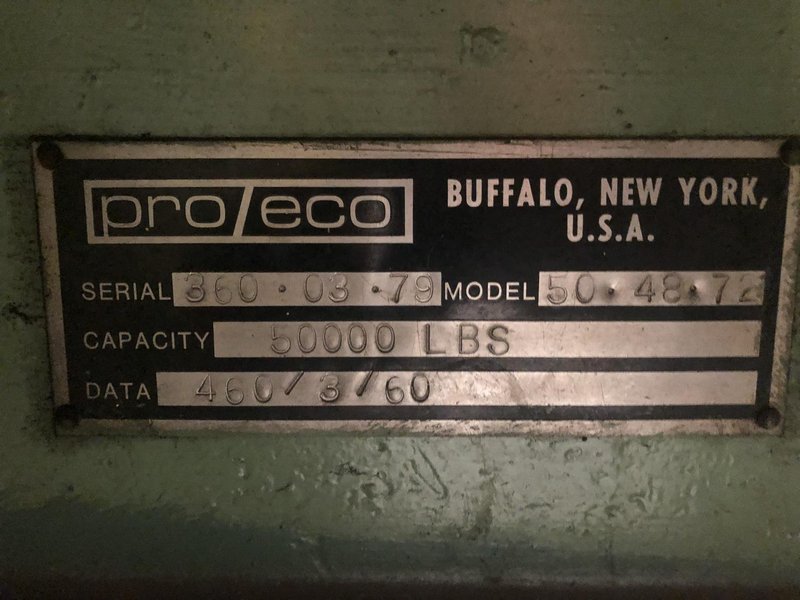 pro/eco
BUFFALO, NEW YORK,
U.S.A.
SERIAL 360·03·79 MODEL 50·48·72
CAPACITY 50000 LBS
DATA 460/3/60